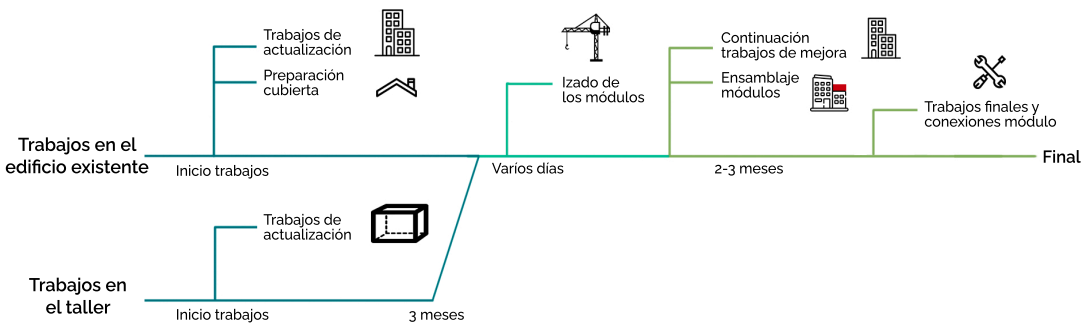 Trabajos de
actualización
Preparación
cubierta
Izado de
los módulos
Continuación
trabajos de mejora
Ensamblaje
módulos
Trabajos finales y
conexiones módulo
Trabajos en el
edificio existente
Inicio trabajos
Varios días
2-3 meses
Final
Trabajos de
actualización
Trabajos en
el taller
Inicio trabajos
3 meses